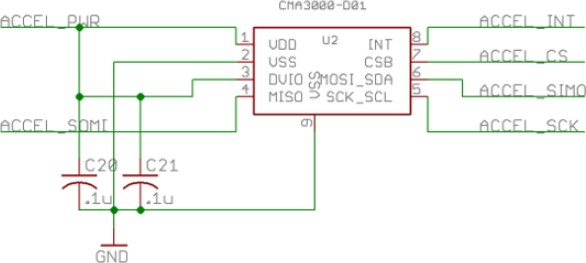 CMA3000-D01
ACCEL_PWR ACCEL_INT
1 VDD U2 INT 8
2 VSS CSB 7 ACCEL_CS
3 DVIO MOSI_SDA 6 ACCEL_SIMO
4 MISO VSS SCK_SCL 5
ACCEL_SOMI ACCEL_SCK
9
C20 C21
.1u .1u
GND